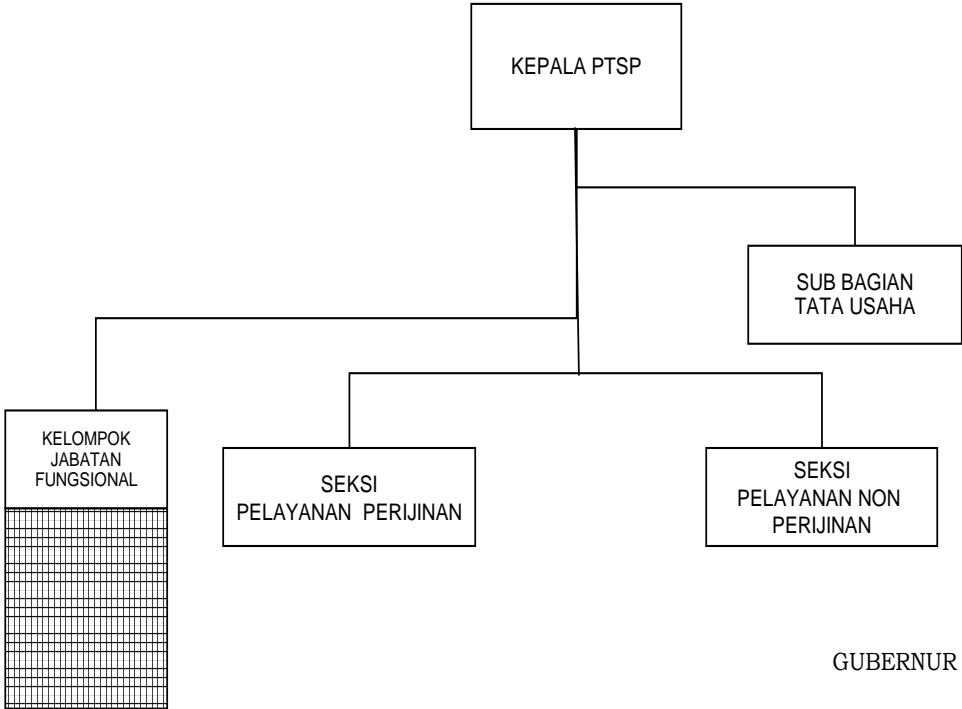 KEPALA PTSP
SUB BAGIAN
TATA USAHA
KELOMPOK
JABATAN
FUNGSIONAL
SEKSI
PELAYANAN PERIJINAN
SEKSI
PELAYANAN NON
PERIJINAN
GUBERNUR